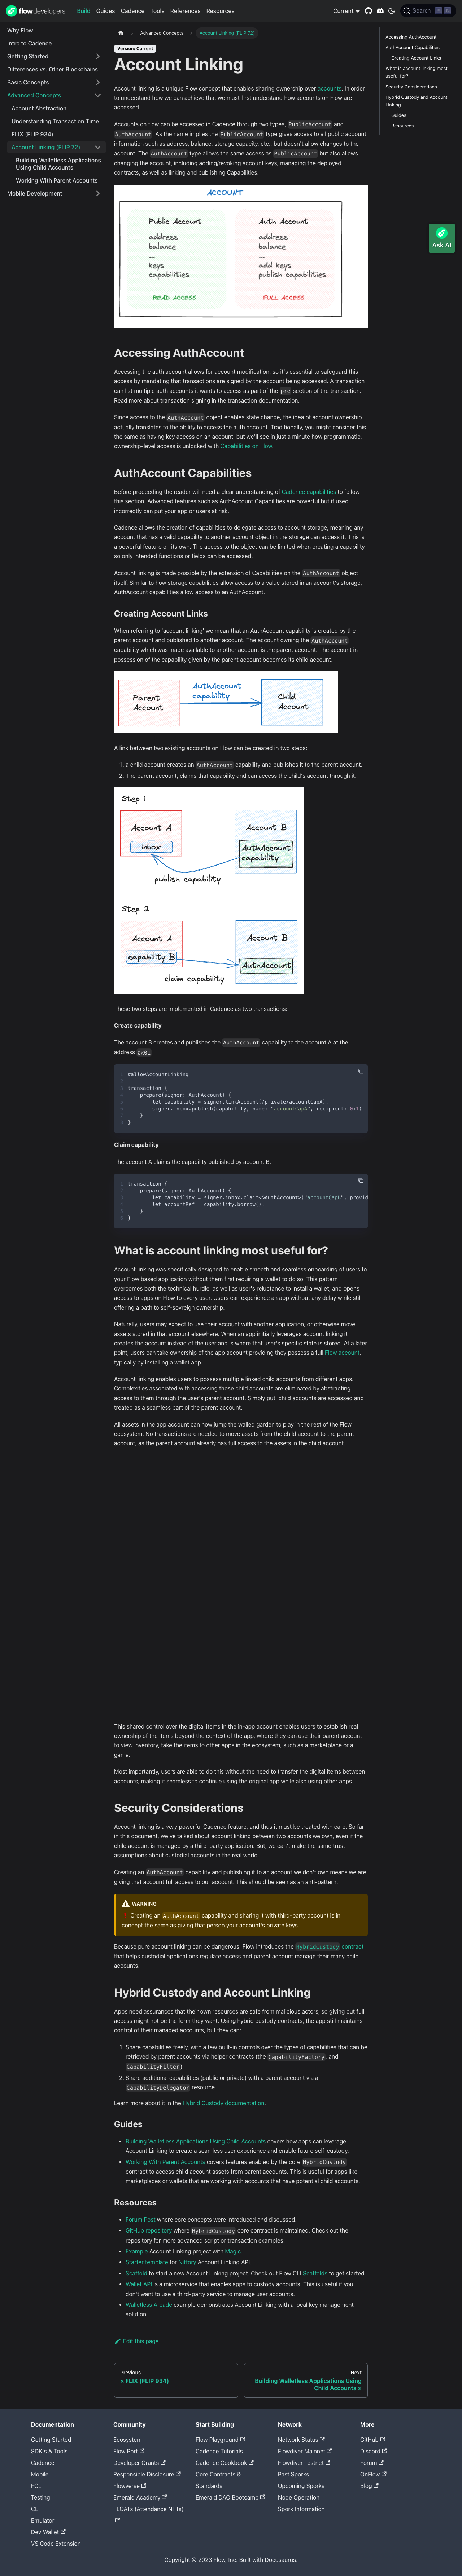 flow developers
Build
Guides
Cadence
Tools
References
Resources
Current
Search
Why Flow
Intro to Cadence
Getting Started
Differences vs. Other Blockchains
Basic Concepts
Advanced Concepts
Account Abstraction
Understanding Transaction Time
FLIX (FLIP 934)
Account Linking (FLIP 72)
Building Walletless Applications
Using Child Accounts
Working With Parent Accounts
Mobile Development
Advanced Concepts
Account Linking (FLIP 72)
Version: Current
Account Linking
Account linking is a unique Flow concept that enables sharing ownership over accounts. In order
to understand how we can achieve that we must first understand how accounts on Flow are
accessed.
Accounts on flow can be accessed in Cadence through two types, PublicAccount and
AuthAccount. As the name implies the PublicAccount type gives access to all public account
information such as address, balance, storage capacity, etc., but doesn't allow changes to the
account. The AuthAccount type allows the same access as PublicAccount but also allows
changes to the account, including adding/revoking account keys, managing the deployed
contracts, as well as linking and publishing Capabilities.
ACCOUNT
Public Account
address
balance
...
keys
capabilities
READ ACCESS
Auth Account
address
balance
...
add keys
publish capabilities
FULL ACCESS
Accessing AuthAccount
Accessing the auth account allows for account modification, so it's essential to safeguard this
access by mandating that transactions are signed by the account being accessed. A transaction
can list multiple auth accounts it wants to access as part of the pre section of the transaction.
Read more about transaction signing in the transaction documentation.
Since access to the AuthAccount object enables state change, the idea of account ownership
actually translates to the ability to access the auth account. Traditionally, you might consider this
the same as having key access on an account, but we'll see in just a minute how programmatic,
ownership-level access is unlocked with Capabilities on Flow.
AuthAccount Capabilities
Before proceeding the reader will need a clear understanding of Cadence capabilities to follow
this section. Advanced features such as AuthAccount Capabilities are powerful but if used
incorrectly can put your app or users at risk.
Cadence allows the creation of capabilities to delegate access to account storage, meaning any
account that has a valid capability to another account object in the storage can access it. This is
a powerful feature on its own. The access to the object can be limited when creating a capability
so only intended functions or fields can be accessed.
Account linking is made possible by the extension of Capabilities on the AuthAccount object
itself. Similar to how storage capabilities allow access to a value stored in an account's storage,
AuthAccount capabilities allow access to an AuthAccount.
Creating Account Links
When referring to 'account linking' we mean that an AuthAccount capability is created by the
parent account and published to another account. The account owning the AuthAccount
capability which was made available to another account is the parent account. The account in
possession of the capability given by the parent account becomes its child account.
Parent
Account
AuthAccount
capability
Child
Account
A link between two existing accounts on Flow can be created in two steps:
1. a child account creates an AuthAccount capability and publishes it to the parent account.
2. The parent account, claims that capability and can access the child's account through it.
Step 1
Account A
inbox
Account B
AuthAccount
capability
publish capability
Step 2
Account A
capability B
Account B
AuthAccount
capability
claim capability
These two steps are implemented in Cadence as two transactions:
Create capability
The account B creates and publishes the AuthAccount capability to the account A at the
address 0x01
#allowAccountLinking
transaction {
prepare(signer: AuthAccount) {
let capability = signer.linkAccount(/private/accountCapA)!
signer.inbox.publish(capability, name: "accountCapA", recipient: 0x1)
}
}
Claim capability
The account A claims the capability published by account B.
transaction {
prepare(signer: AuthAccount) {
let capability = signer.inbox.claim<&AuthAccount>("accountCapB", provid
let accountRef = capability.borrow()!
}
}
What is account linking most useful for?
Account linking was specifically designed to enable smooth and seamless onboarding of users to
your Flow based application without them first requiring a wallet to do so. This pattern
overcomes both the technical hurdle, as well as user's reluctance to install a wallet, and opens
access to apps on Flow to every user. Users can experience an app without any delay while still
offering a path to self-sovreign ownership.
Naturally, users may expect to use their account with another application, or otherwise move
assets stored in that account elsewhere. When an app initially leverages account linking it
creates the account instead of the user and is where that user's specific state is stored. At a later
point, users can take ownership of the app account providing they possess a full Flow account,
typically by installing a wallet app.
Account linking enables users to possess multiple linked child accounts from different apps.
Complexities associated with accessing those child accounts are eliminated by abstracting
access to them through the user's parent account. Simply put, child accounts are accessed and
treated as a seamless part of the parent account.
All assets in the app account can now jump the walled garden to play in the rest of the Flow
ecosystem. No transactions are needed to move assets from the child account to the parent
account, as the parent account already has full access to the assets in the child account.
This shared control over the digital items in the in-app account enables users to establish real
ownership of the items beyond the context of the app, where they can use their parent account
to view inventory, take the items to other apps in the ecosystem, such as a marketplace or a
game.
Most importantly, users are able to do this without the need to transfer the digital items between
accounts, making it seamless to continue using the original app while also using other apps.
Security Considerations
Account linking is a very powerful Cadence feature, and thus it must be treated with care. So far
in this document, we've talked about account linking between two accounts we own, even if the
child account is managed by a third-party application. But, we can't make the same trust
assumptions about custodial accounts in the real world.
Creating an AuthAccount capability and publishing it to an account we don't own means we are
giving that account full access to our account. This should be seen as an anti-pattern.
WARNING
Creating an AuthAccount capability and sharing it with third-party account is in
concept the same as giving that person your account's private keys.
Because pure account linking can be dangerous, Flow introduces the HybridCustody contract
that helps custodial applications regulate access and parent account manage their many child
accounts.
Hybrid Custody and Account Linking
Apps need assurances that their own resources are safe from malicious actors, so giving out full
access might not be the form they want. Using hybrid custody contracts, the app still maintains
control of their managed accounts, but they can:
1. Share capabilities freely, with a few built-in controls over the types of capabilities that can be
retrieved by parent accounts via helper contracts (the CapabilityFactory, and
CapabilityFilter)
2. Share additional capabilities (public or private) with a parent account via a
CapabilityDelegator resource
Learn more about it in the Hybrid Custody documentation.
Guides
Building Walletless Applications Using Child Accounts covers how apps can leverage
Account Linking to create a seamless user experience and enable future self-custody.
Working With Parent Accounts covers features enabled by the core HybridCustody
contract to access child account assets from parent accounts. This is useful for apps like
marketplaces or wallets that are working with accounts that have potential child accounts.
Resources
Forum Post where core concepts were introduced and discussed.
GitHub repository where HybridCustody core contract is maintained. Check out the
repository for more advanced script or transaction examples.
Example Account Linking project with Magic.
Starter template for Niftory Account Linking API.
Scaffold to start a new Account Linking project. Check out Flow CLI Scaffolds to get started.
Wallet API is a microservice that enables apps to custody accounts. This is useful if you
don't want to use a third-party service to manage user accounts.
Walletless Arcade example demonstrates Account Linking with a local key management
solution.
Edit this page
Previous
« FLIX (FLIP 934)
Next
Building Walletless Applications Using
Child Accounts »
Accessing AuthAccount
AuthAccount Capabilities
Creating Account Links
What is account linking most
useful for?
Security Considerations
Hybrid Custody and Account
Linking
Guides
Resources
Ask AI
Documentation
Getting Started
SDK's & Tools
Cadence
Mobile
FCL
Testing
CLI
Emulator
Dev Wallet
VS Code Extension
Community
Ecosystem
Flow Port
Developer Grants
Responsible Disclosure
Flowverse
Emerald Academy
FLOATs (Attendance NFTs)
Start Building
Flow Playground
Cadence Tutorials
Cadence Cookbook
Core Contracts &
Standards
Emerald DAO Bootcamp
Network
Network Status
Flowdiver Mainnet
Flowdiver Testnet
Past Sporks
Upcoming Sporks
Node Operation
Spork Information
More
GitHub
Discord
Forum
OnFlow
Blog
Copyright © 2023 Flow, Inc. Built with Docusaurus.